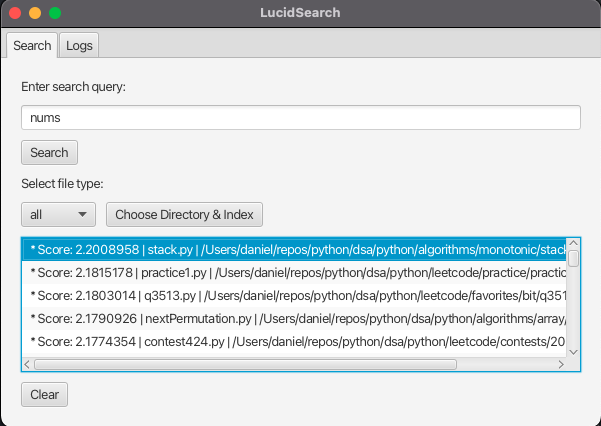 LucidSearch
Search Logs
Enter search query:
nums
Search
Select file type:
all Choose Directory & Index
* Score: 2.2008958 | stack.py | /Users/daniel/repos/python/dsa/python/algorithms/monotonic/stack
* Score: 2.1815178 | practice1.py | /Users/daniel/repos/python/dsa/python/leetcode/practice/practic
* Score: 2.1803014 | q3513.py | /Users/daniel/repos/python/dsa/python/leetcode/favorites/bit/q351
* Score: 2.1790926 | nextPermutation.py | /Users/daniel/repos/python/dsa/python/algorithms/array/
* Score: 2.1774354 | contest424.py | /Users/daniel/repos/python/dsa/python/leetcode/contests/20
Clear